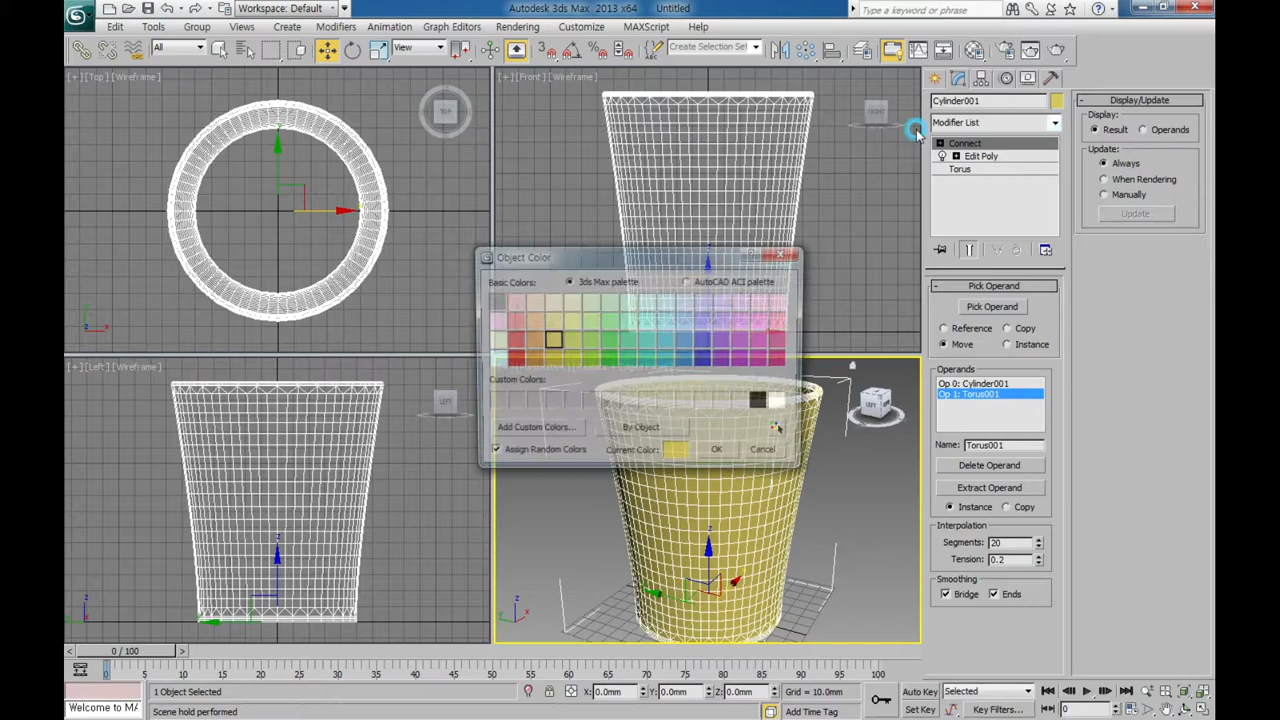 Workspace: Default
Autodesk 3ds Max 2013 x64 Untitled
Type a keyword or phrase
Edit Tools Group Views Create Modifiers Animation Graph Editors Rendering Customize MAXScript Help
All
View
Create Selection Set
[+][Top][Wireframe]
TOP
[+][Front][Wireframe]
FRONT
[+][Left][Wireframe]
LEFT
LEFT
Object Color
Basic Colors:
3ds Max palette
AutoCAD ACI palette
Custom Colors:
Add Custom Colors...
By Object
Assign Random Colors
Current Color:
OK
Cancel
Cylinder001
Modifier List
Connect
Edit Poly
Torus
Pick Operand
Pick Operand
Reference
Copy
Move
Instance
Operands
Op 0: Cylinder001
Op 1: Torus001
Name: Torus001
Delete Operand
Extract Operand
Instance
Copy
Interpolation
Segments: 20
Tension: 0.2
Smoothing
Bridge
Ends
Display/Update
Display:
Result
Operands
Update:
Always
When Rendering
Manually
Update
0 / 100
0 5 10 15 20 25 30 35 40 45 50 55 60 65 70 75 80 85 90 95 100
1 Object Selected
X: 0.0mm
Y: 0.0mm
Z: 0.0mm
Grid = 10.0mm
Auto Key
Selected
Welcome to MA
Scene hold performed
Add Time Tag
Set Key
Key Filters...
0